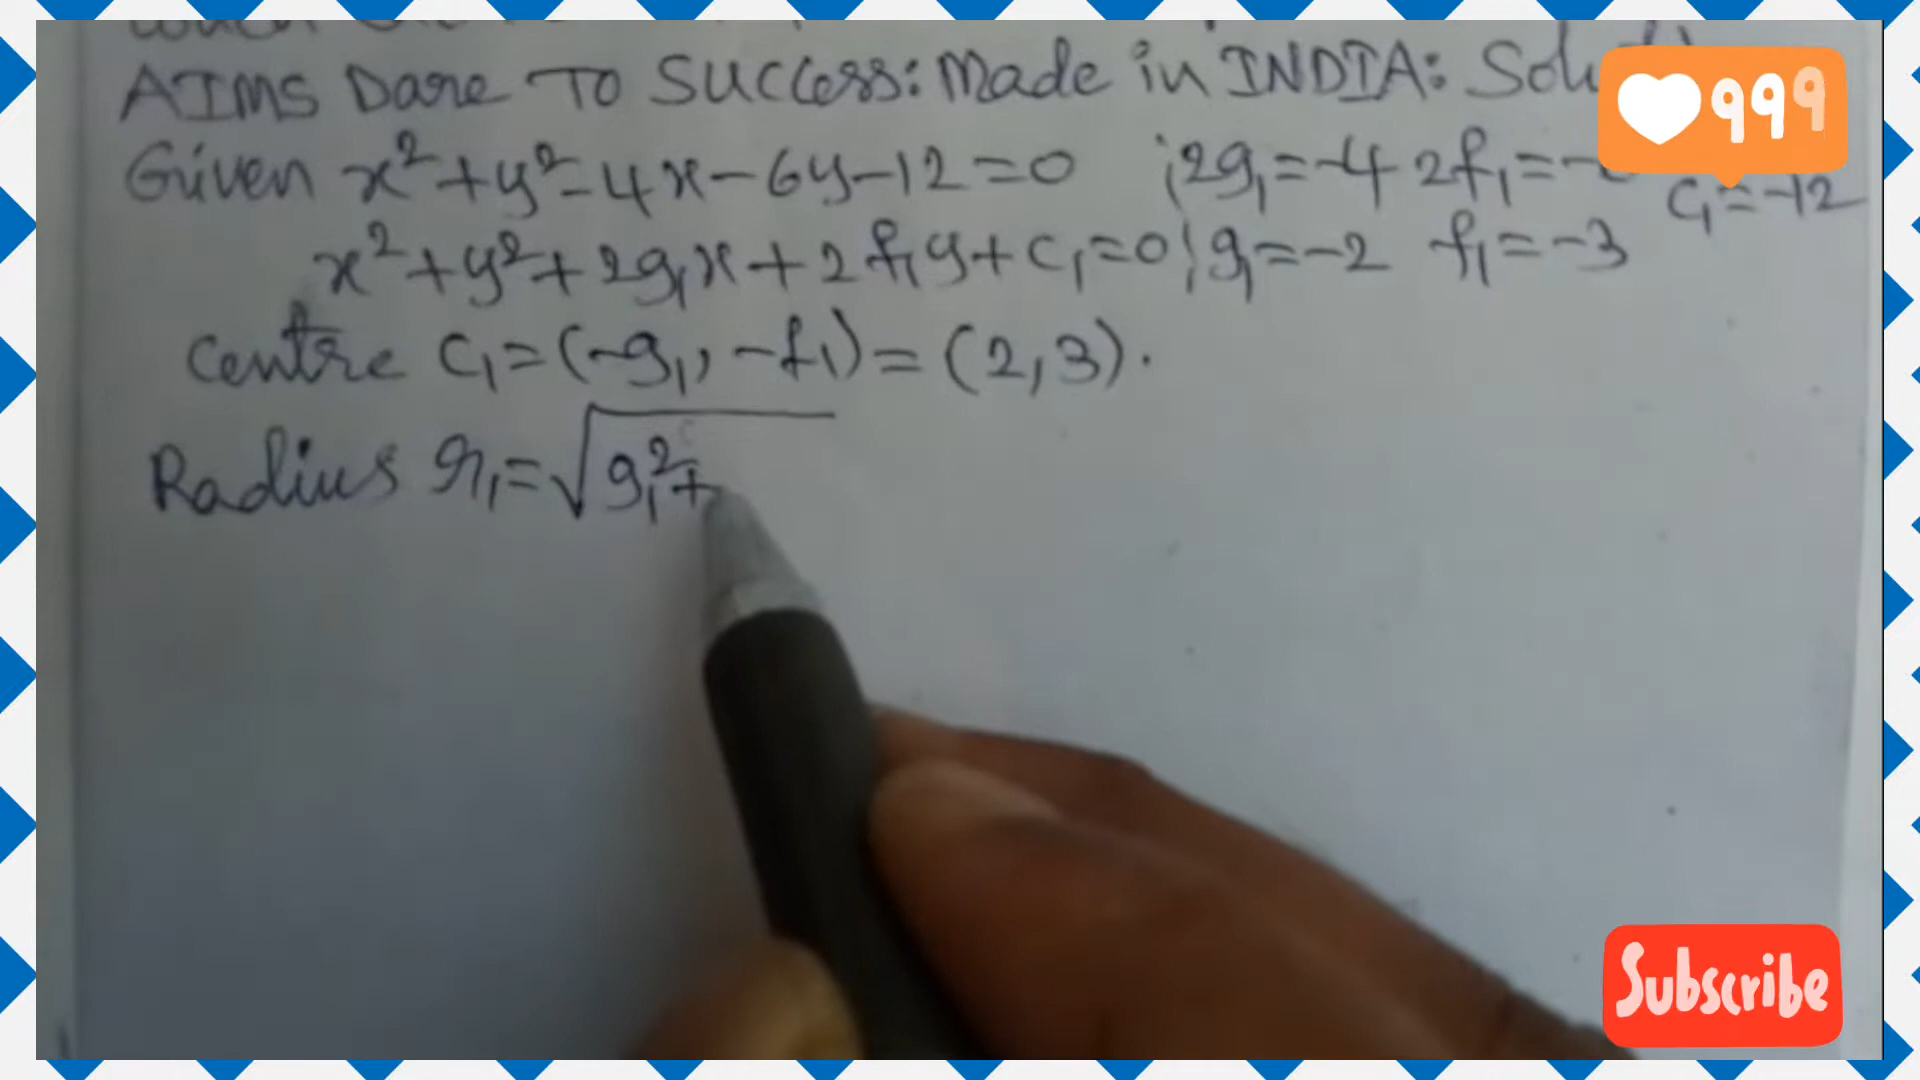 AIMS Dare To Success: Made in INDIA:
999
Given x²+y²-4x-6y-12=0 ; 2g₁=-4 2f₁=- c₁=-12
x²+y²+2g₁x+2f₁y+c₁=0 ; g₁=-2 f₁=-3
Centre C₁=(-g₁, -f₁)=(2,3).
Radius r₁=√g₁²+
Subscribe